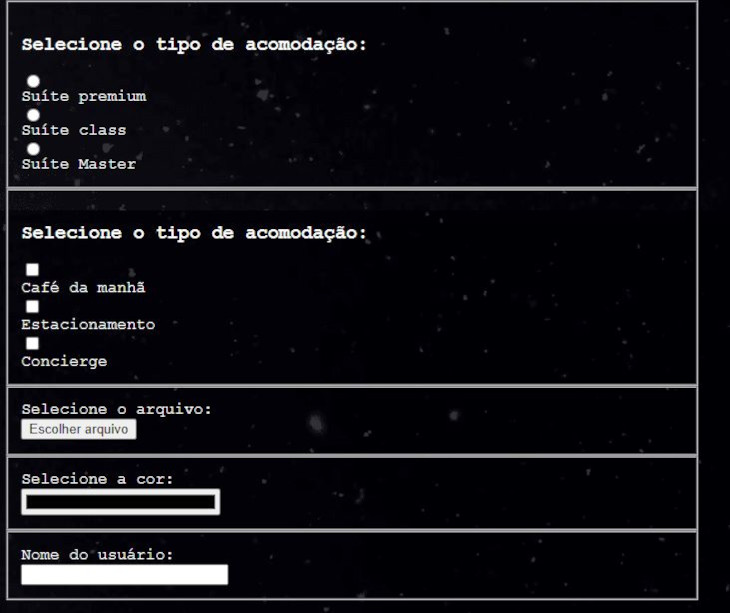 Selecione o tipo de acomodação:
Suíte premium
Suíte class
Suíte Master
Selecione o tipo de acomodação:
Café da manhã
Estacionamento
Concierge
Selecione o arquivo:
Escolher arquivo
Selecione a cor:
Nome do usuário: